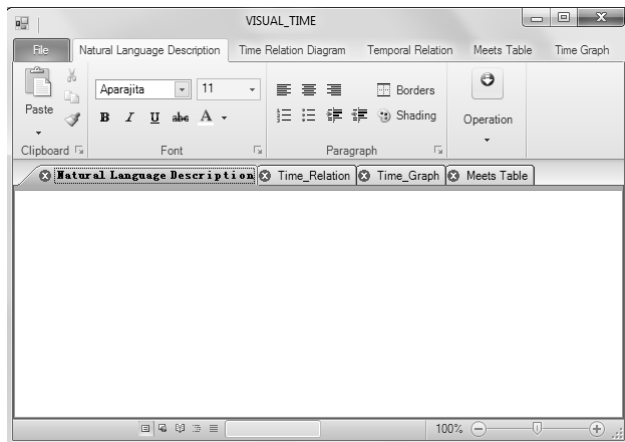 VISUAL_TIME
File Natural Language Description Time Relation Diagram Temporal Relation Meets Table Time Graph
Paste Aparajita 11 Borders
B I U abc A Shading Operation
Clipboard Font Paragraph
Natural Language Description Time_Relation Time_Graph Meets Table
100%